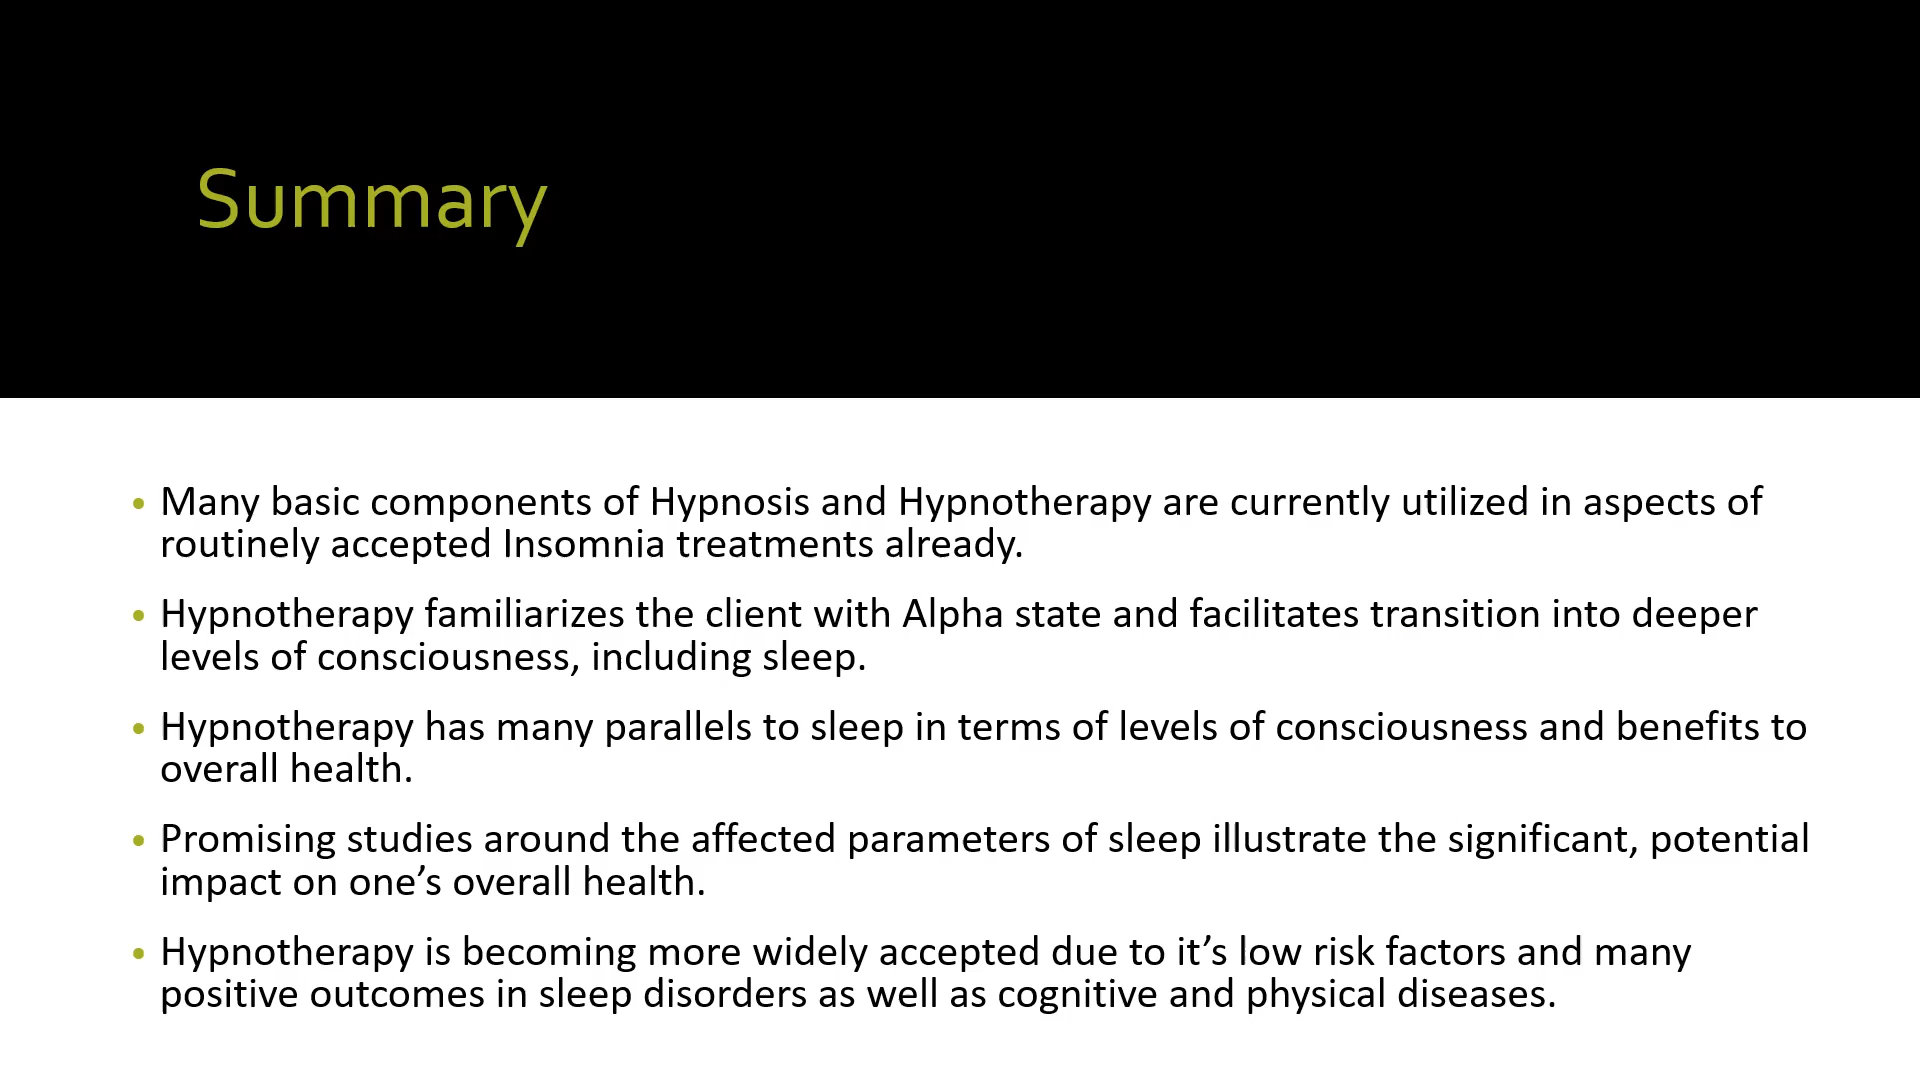 Summary
• Many basic components of Hypnosis and Hypnotherapy are currently utilized in aspects of
routinely accepted Insomnia treatments already.
• Hypnotherapy familiarizes the client with Alpha state and facilitates transition into deeper
levels of consciousness, including sleep.
• Hypnotherapy has many parallels to sleep in terms of levels of consciousness and benefits to
overall health.
• Promising studies around the affected parameters of sleep illustrate the significant, potential
impact on one’s overall health.
• Hypnotherapy is becoming more widely accepted due to it’s low risk factors and many
positive outcomes in sleep disorders as well as cognitive and physical diseases.